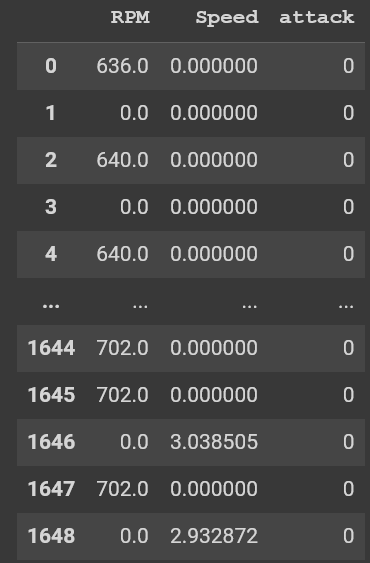 RPM Speed attack
0 636.0 0.000000 0
1 0.0 0.000000 0
2 640.0 0.000000 0
3 0.0 0.000000 0
4 640.0 0.000000 0
... ... ... ...
1644 702.0 0.000000 0
1645 702.0 0.000000 0
1646 0.0 3.038505 0
1647 702.0 0.000000 0
1648 0.0 2.932872 0